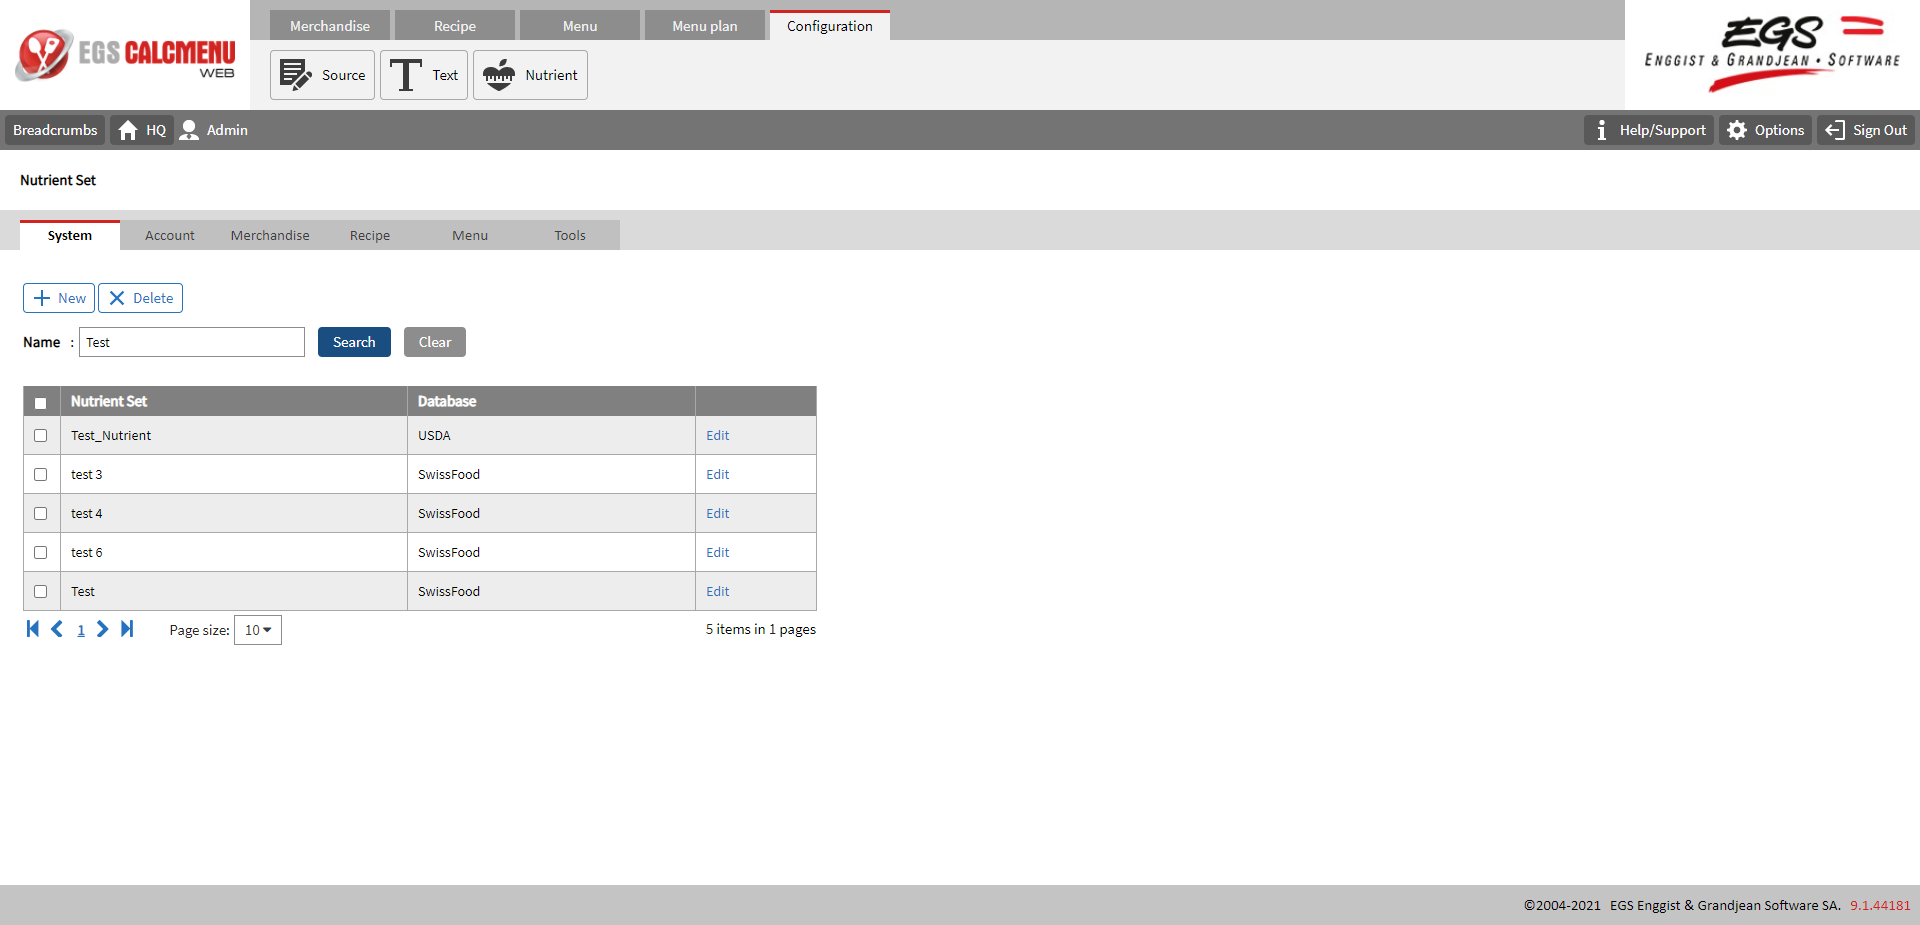 EGS CALCMENU
WEB
Merchandise Recipe Menu Menu plan Configuration
Source Text Nutrient
EGS
ENGGIST & GRANDJEAN • SOFTWARE
Breadcrumbs HQ Admin Help/Support Options Sign Out
Nutrient Set
System Account Merchandise Recipe Menu Tools
New Delete
Name : Test Search Clear
Nutrient Set Database
Test_Nutrient USDA Edit
test 3 SwissFood Edit
test 4 SwissFood Edit
test 6 SwissFood Edit
Test SwissFood Edit
1 Page size: 10 5 items in 1 pages
©2004-2021 EGS Enggist & Grandjean Software SA. 9.1.44181